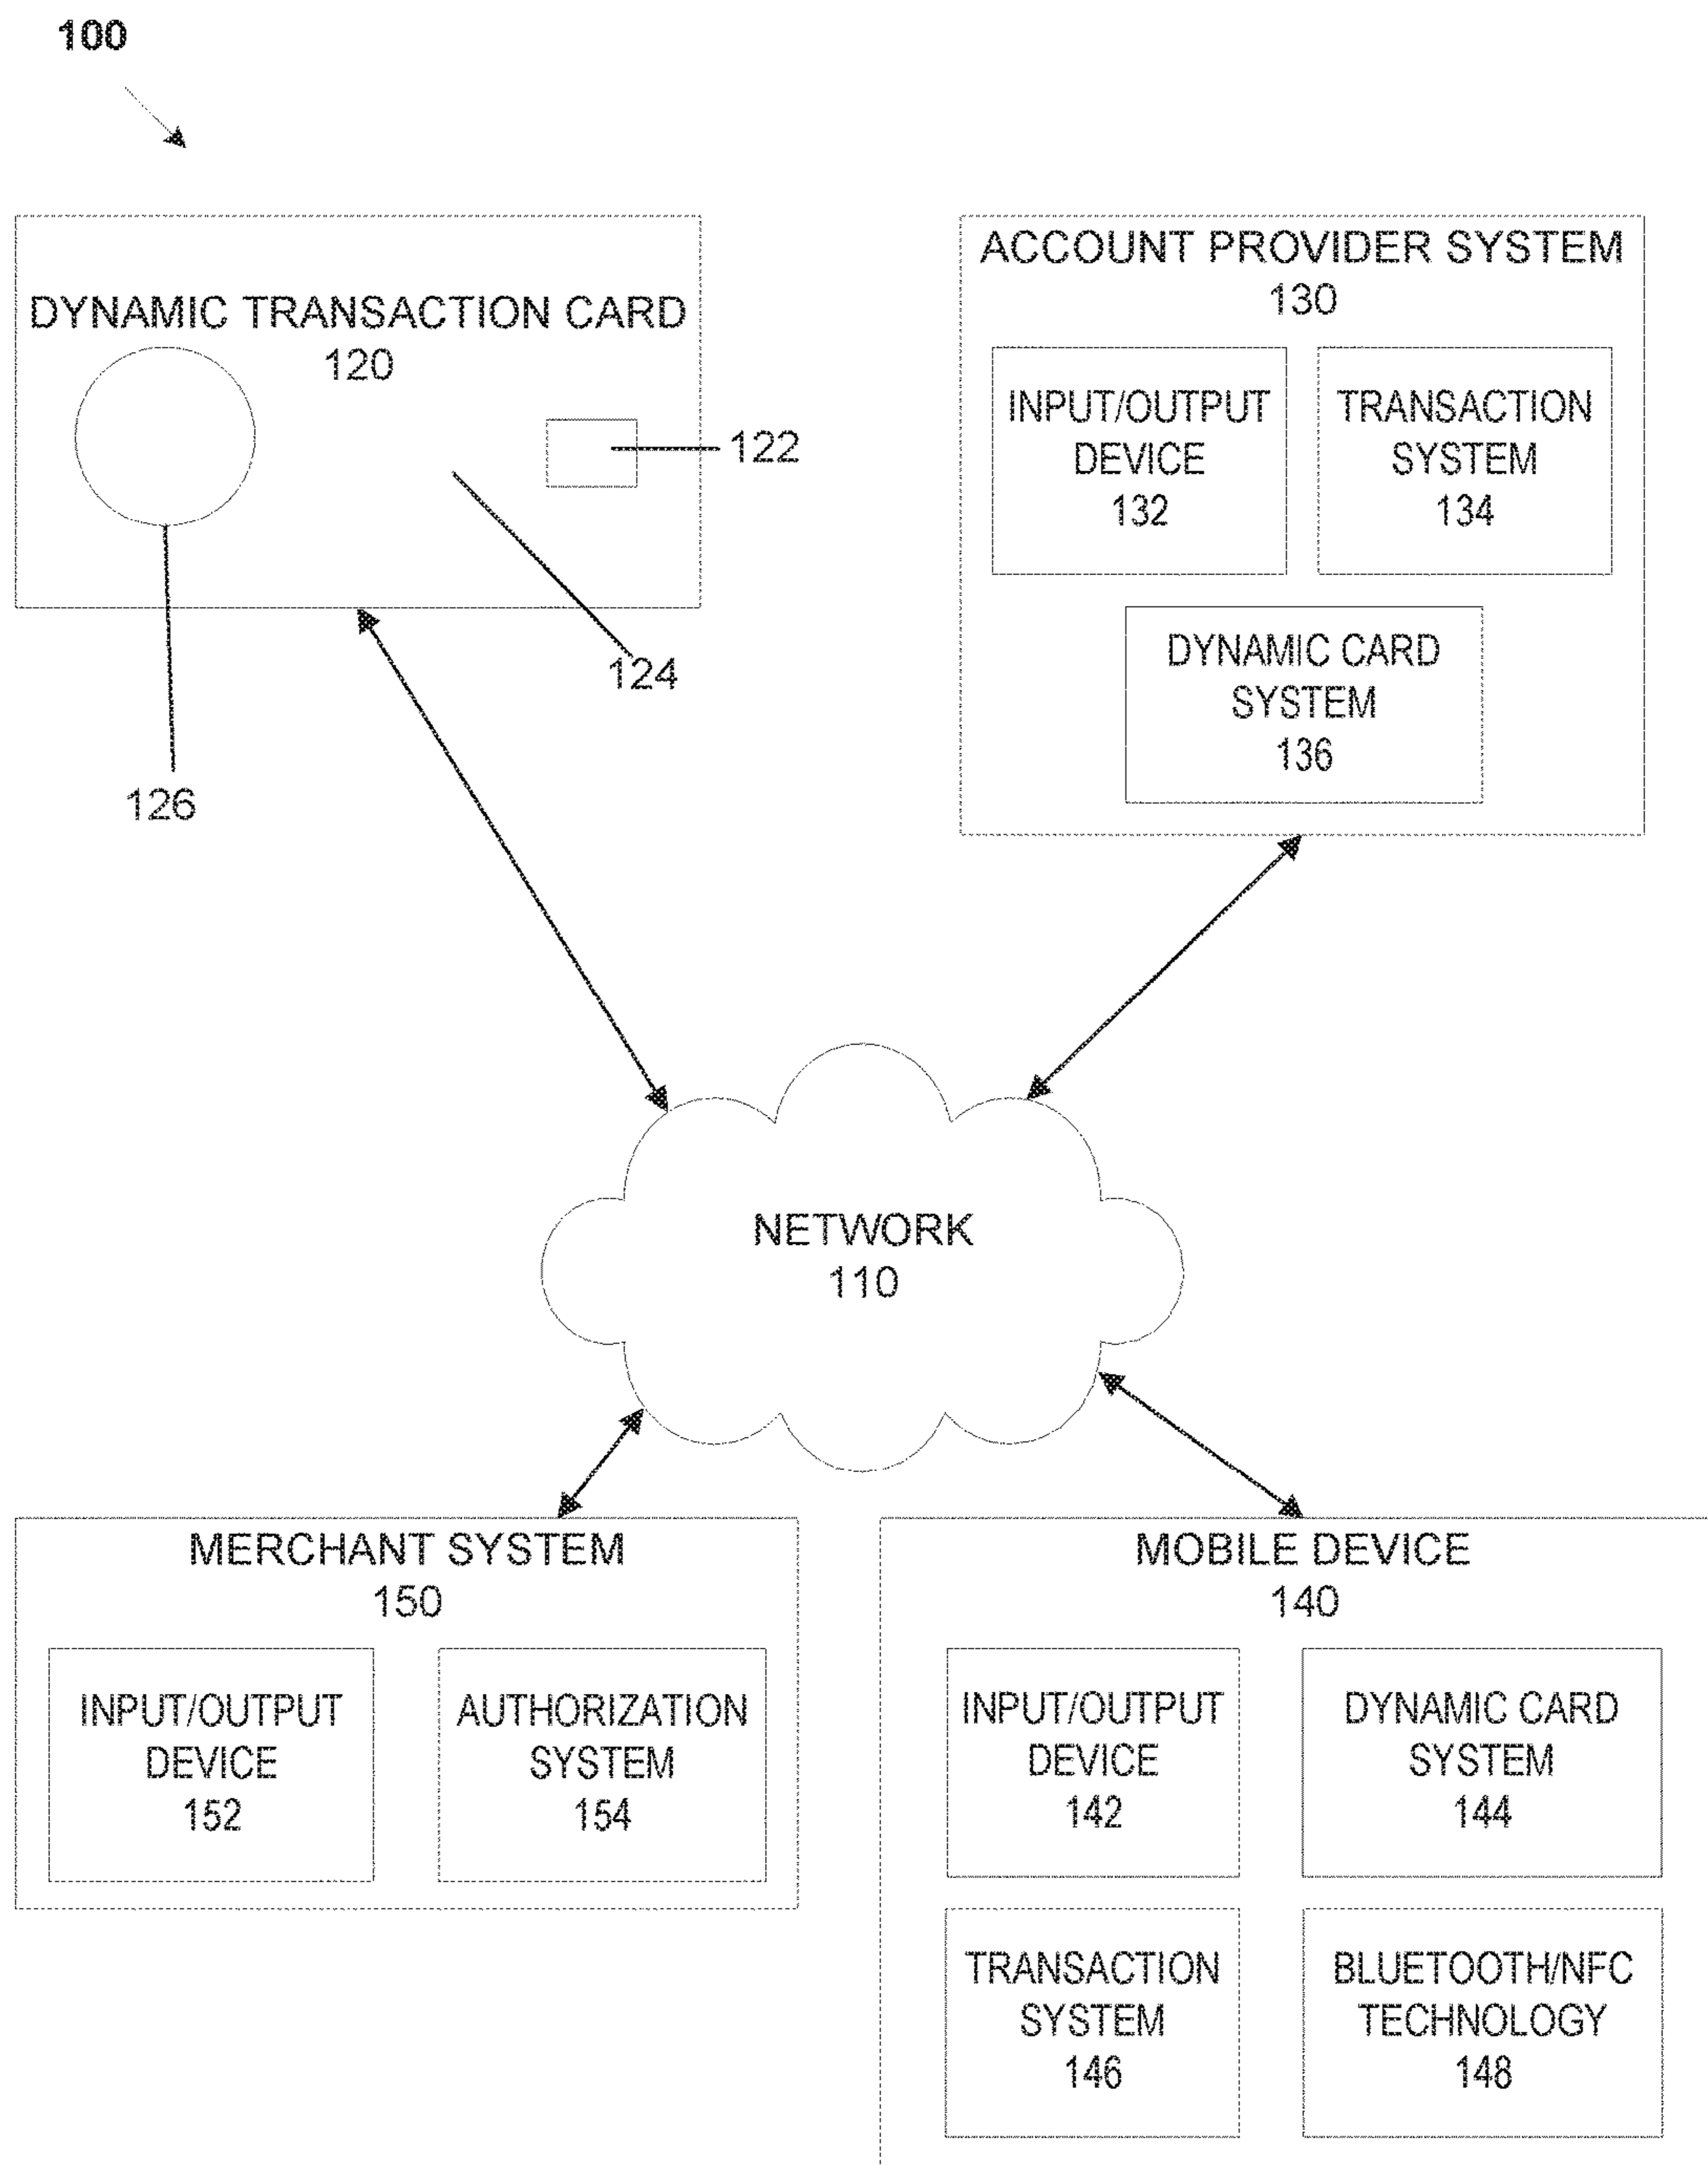 100
DYNAMIC TRANSACTION CARD
120
122
124
126
ACCOUNT PROVIDER SYSTEM
130
INPUT/OUTPUT
DEVICE
132
TRANSACTION
SYSTEM
134
DYNAMIC CARD
SYSTEM
136
NETWORK
110
MERCHANT SYSTEM
150
INPUT/OUTPUT
DEVICE
152
AUTHORIZATION
SYSTEM
154
MOBILE DEVICE
140
INPUT/OUTPUT
DEVICE
142
DYNAMIC CARD
SYSTEM
144
TRANSACTION
SYSTEM
146
BLUETOOTH/NFC
TECHNOLOGY
148